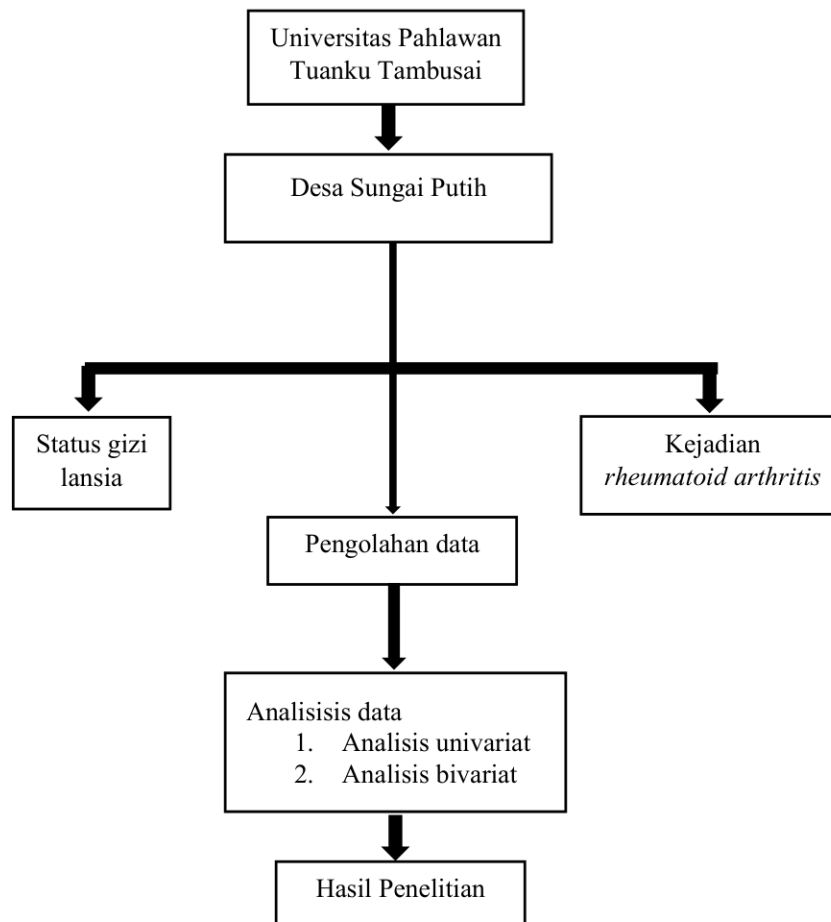 Universitas Pahlawan
Tuanku Tambusai
Desa Sungai Putih
Status gizi
lansia
Kejadian
rheumatoid arthritis
Pengolahan data
Analisisis data
1. Analisis univariat
2. Analisis bivariat
Hasil Penelitian